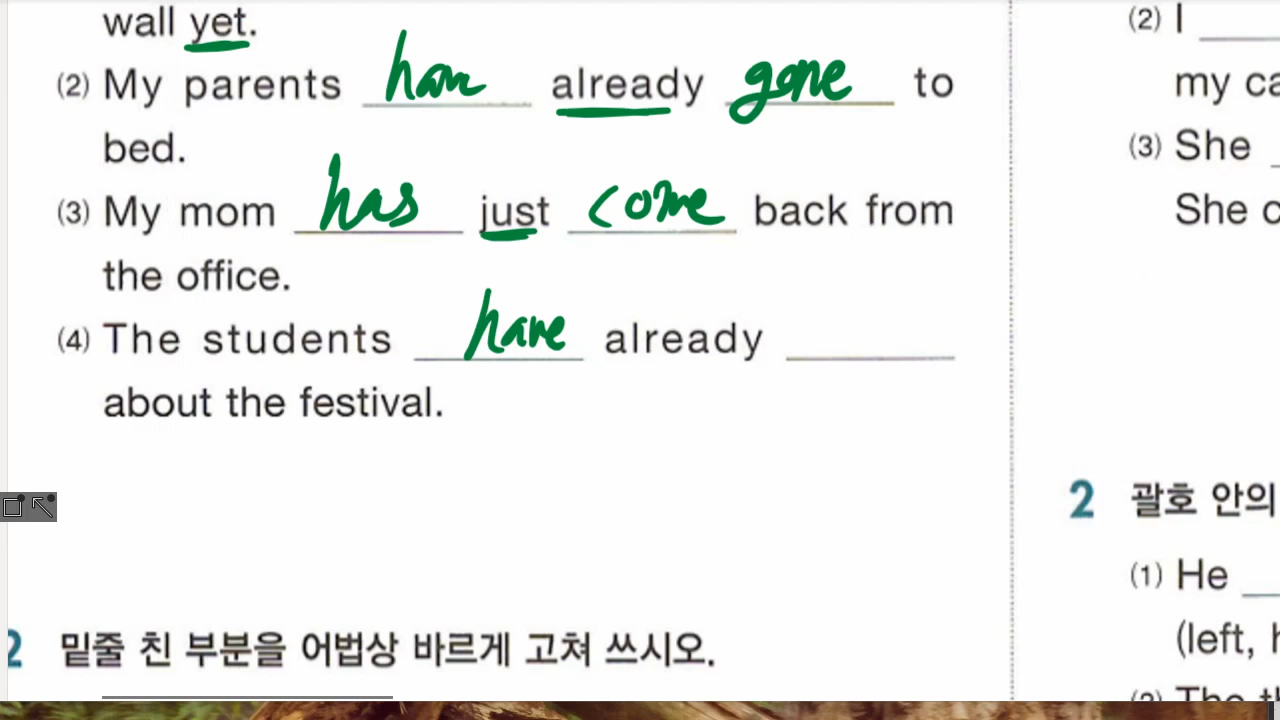 wall yet.
(2) My parents have already gone to
bed.
(3) My mom has just come back from
the office.
(4) The students have already ______
about the festival.
2 밑줄 친 부분을 어법상 바르게 고쳐 쓰시오.
(2) I ______
my ca
(3) She
She
2 괄호 안의
(1) He
(left,